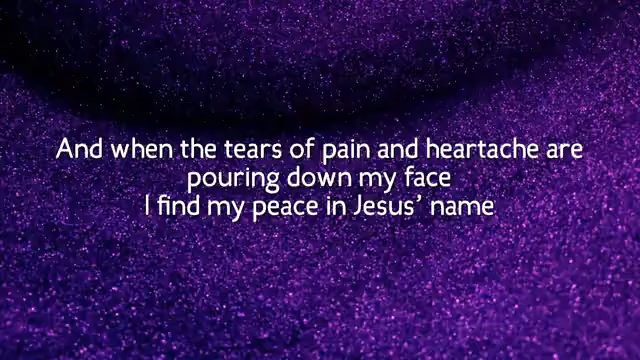 And when the tears of pain and heartache are
pouring down my face
I find my peace in Jesus’ name